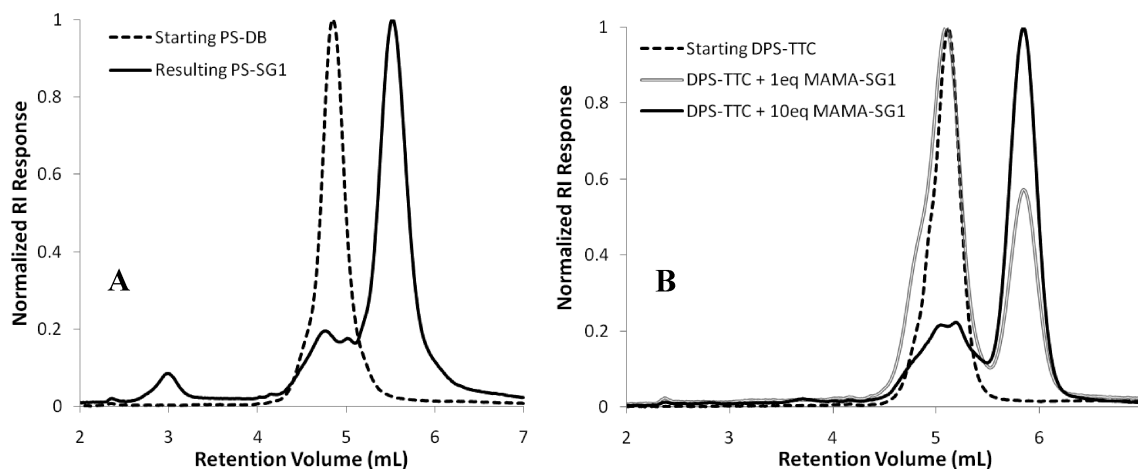 Starting PS-DB
Resulting PS-SG1
A
Normalized RI Response
1
0.8
0.6
0.4
0.2
0
2
3
4
5
6
7
Retention Volume (mL)
Starting DPS-TTC
DPS-TTC + 1eq MAMA-SG1
DPS-TTC + 10eq MAMA-SG1
B
Normalized RI Response
1
0.8
0.6
0.4
0.2
0
2
3
4
5
6
Retention Volume (mL)